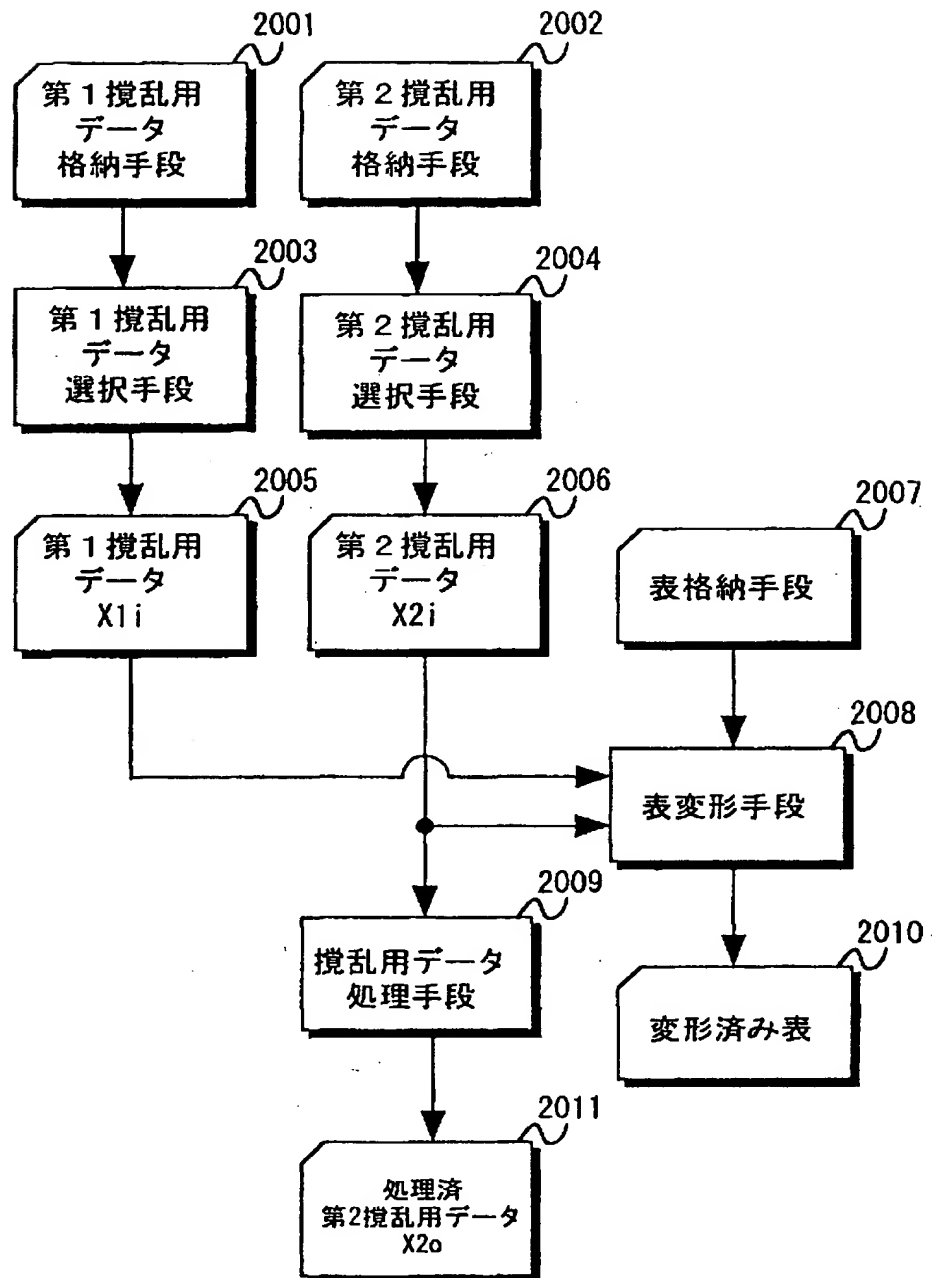 2001
第1撹乱用
データ
格納手段
2002
第2撹乱用
データ
格納手段
2003
第1撹乱用
データ
選択手段
2004
第2撹乱用
データ
選択手段
2005
第1撹乱用
データ
X1i
2006
第2撹乱用
データ
X2i
2007
表格納手段
2008
表変形手段
2009
撹乱用データ
処理手段
2010
変形済み表
2011
処理済
第2撹乱用データ
X2o